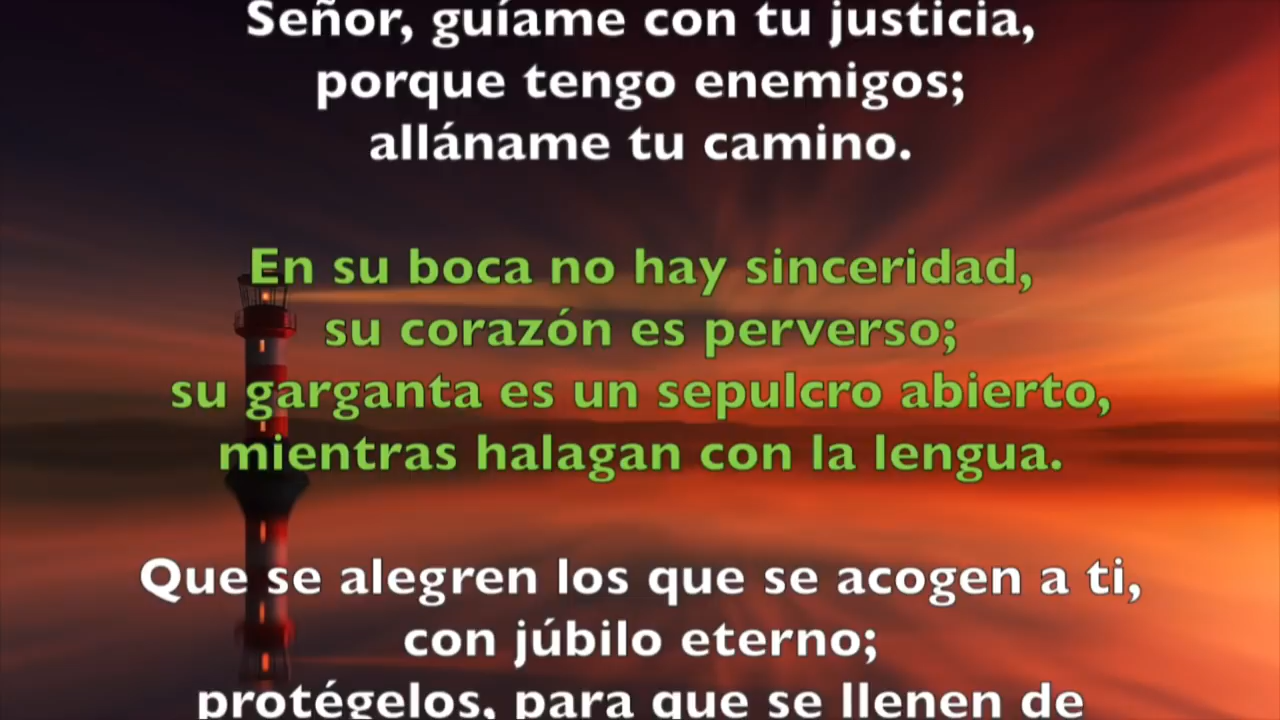 Señor, guíame con tu justicia,
porque tengo enemigos;
alláname tu camino.
En su boca no hay sinceridad,
su corazón es perverso;
su garganta es un sepulcro abierto,
mientras halagan con la lengua.
Que se alegren los que se acogen a ti,
con júbilo eterno;
protégelos, para que se llenen de